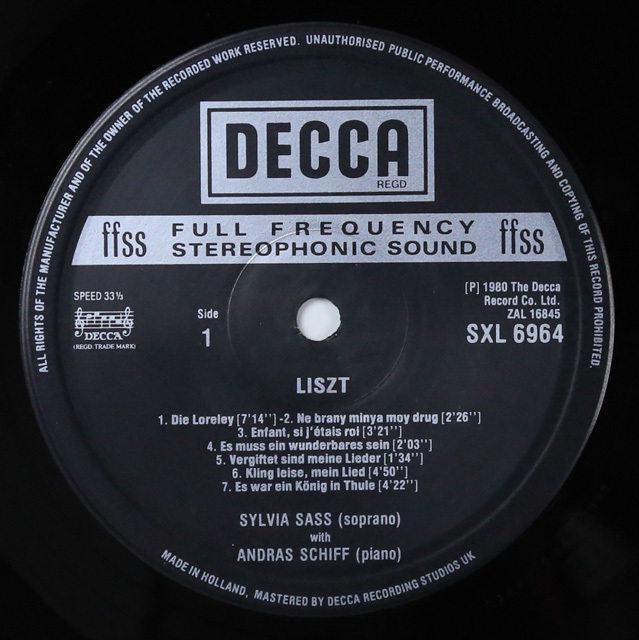 ALL RIGHTS OF THE MANUFACTURER AND OF THE OWNER OF THE RECORDED WORK RESERVED. UNAUTHORISED PUBLIC PERFORMANCE BROADCASTING AND COPYING OF THIS RECORD PROHIBITED.
DECCA
REGD
ffss FULL FREQUENCY STEREOPHONIC SOUND ffss
SPEED 33⅓
DECCA
(REGD. TRADE MARK)
Side
1
[P] 1980 The Decca
Record Co. Ltd.
ZAL 16845
SXL 6964
LISZT
1. Die Loreley [7'14''] -2. Ne brany minya moy drug [2'26'']
3. Enfant, si j'étais roi [3'21'']
4. Es muss ein wunderbares sein [2'03'']
5. Vergiftet sind meine Lieder [1'34'']
6. Kling leise, mein Lied [4'50'']
7. Es war ein König in Thule [4'22'']
SYLVIA SASS (soprano)
with
ANDRAS SCHIFF (piano)
MADE IN HOLLAND, MASTERED BY DECCA RECORDING STUDIOS UK